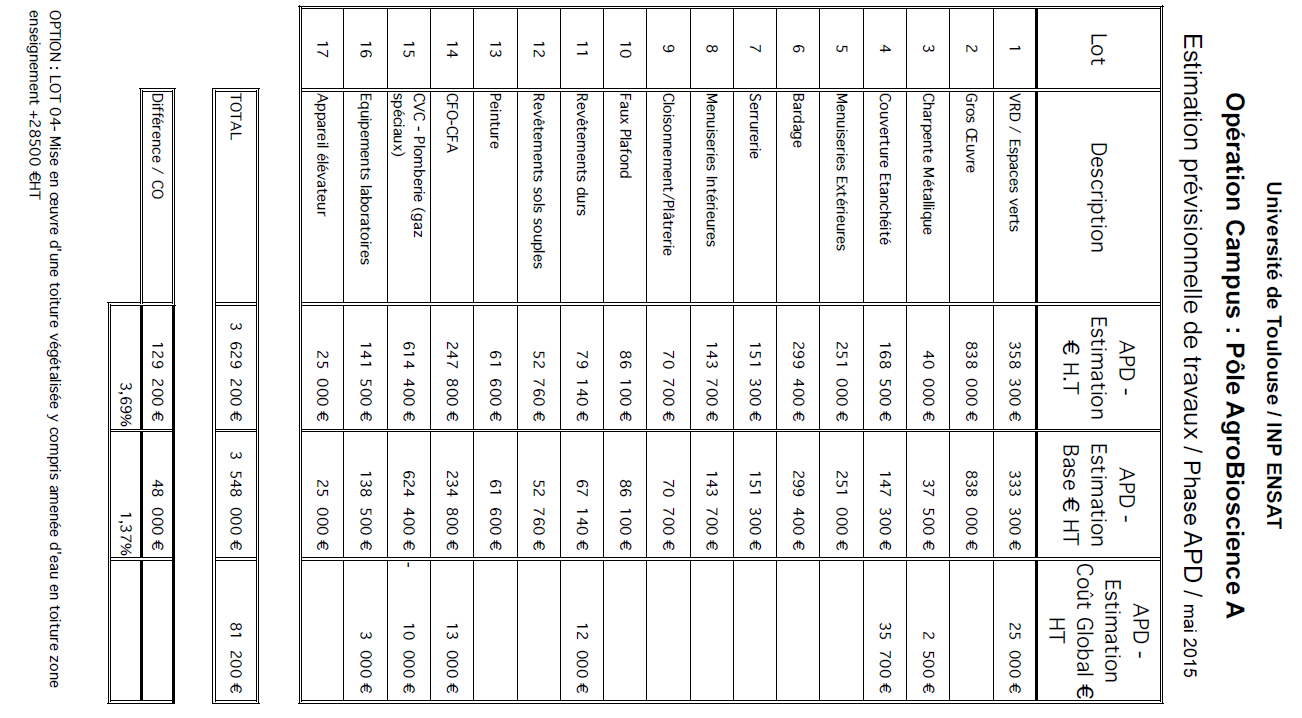 Université de Toulouse / INP ENSAT
Opération Campus : Pôle AgroBioscience A
Estimation prévisionnelle de travaux / Phase APD / mai 2015
Lot Description APD - Estimation € H.T APD - Estimation Base € HT APD - Estimation Coût Global € HT
1 VRD / Espaces verts 358 300 € 333 300 € 25 000 €
2 Gros Œuvre 838 000 € 838 000 €
3 Charpente Métallique 40 000 € 37 500 € 2 500 €
4 Couverture Etanchéité 168 500 € 147 300 € 35 700 €
5 Menuiseries Extérieures 251 000 € 251 000 €
6 Bardage 299 400 € 299 400 €
7 Serrurerie 151 300 € 151 300 €
8 Menuiseries Intérieures 143 700 € 143 700 €
9 Cloisonnement/Plâtrerie 70 700 € 70 700 €
10 Faux Plafond 86 100 € 86 100 €
11 Revêtements durs 79 140 € 67 140 € 12 000 €
12 Revêtements sols souples 52 760 € 52 760 €
13 Peinture 61 600 € 61 600 €
14 CFO-CFA 247 800 € 234 800 € 13 000 €
15 CVC - Plomberie (gaz spéciaux) 614 400 € 624 400 € - 10 000 €
16 Equipements laboratoires 141 500 € 138 500 € 3 000 €
17 Appareil élévateur 25 000 € 25 000 €
TOTAL 3 629 200 € 3 548 000 € 81 200 €
Différence / CO 129 200 € 48 000 €
3,69% 1,37%
OPTION : LOT 04- Mise en œuvre d'une toiture végétalisée y compris amenée d'eau en toiture zone
enseignement +28500 €HT